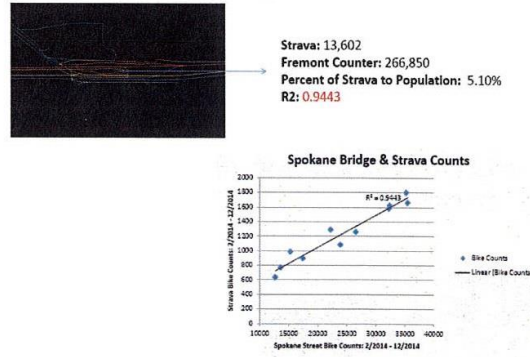 Strava: 13,602
Fremont Counter: 266,850
Percent of Strava to Population: 5.10%
R2: 0.9443
Spokane Bridge & Strava Counts
Strava Bike Counts: 2/2014 - 12/2014
2000
1800
1600
1400
1200
1000
800
600
400
200
0
R² = 0.9443
10000 15000 20000 25000 30000 35000 40000
Spokane Street Bike Counts: 2/2014 - 12/2014
Bike Counts
Linear (Bike Counts)